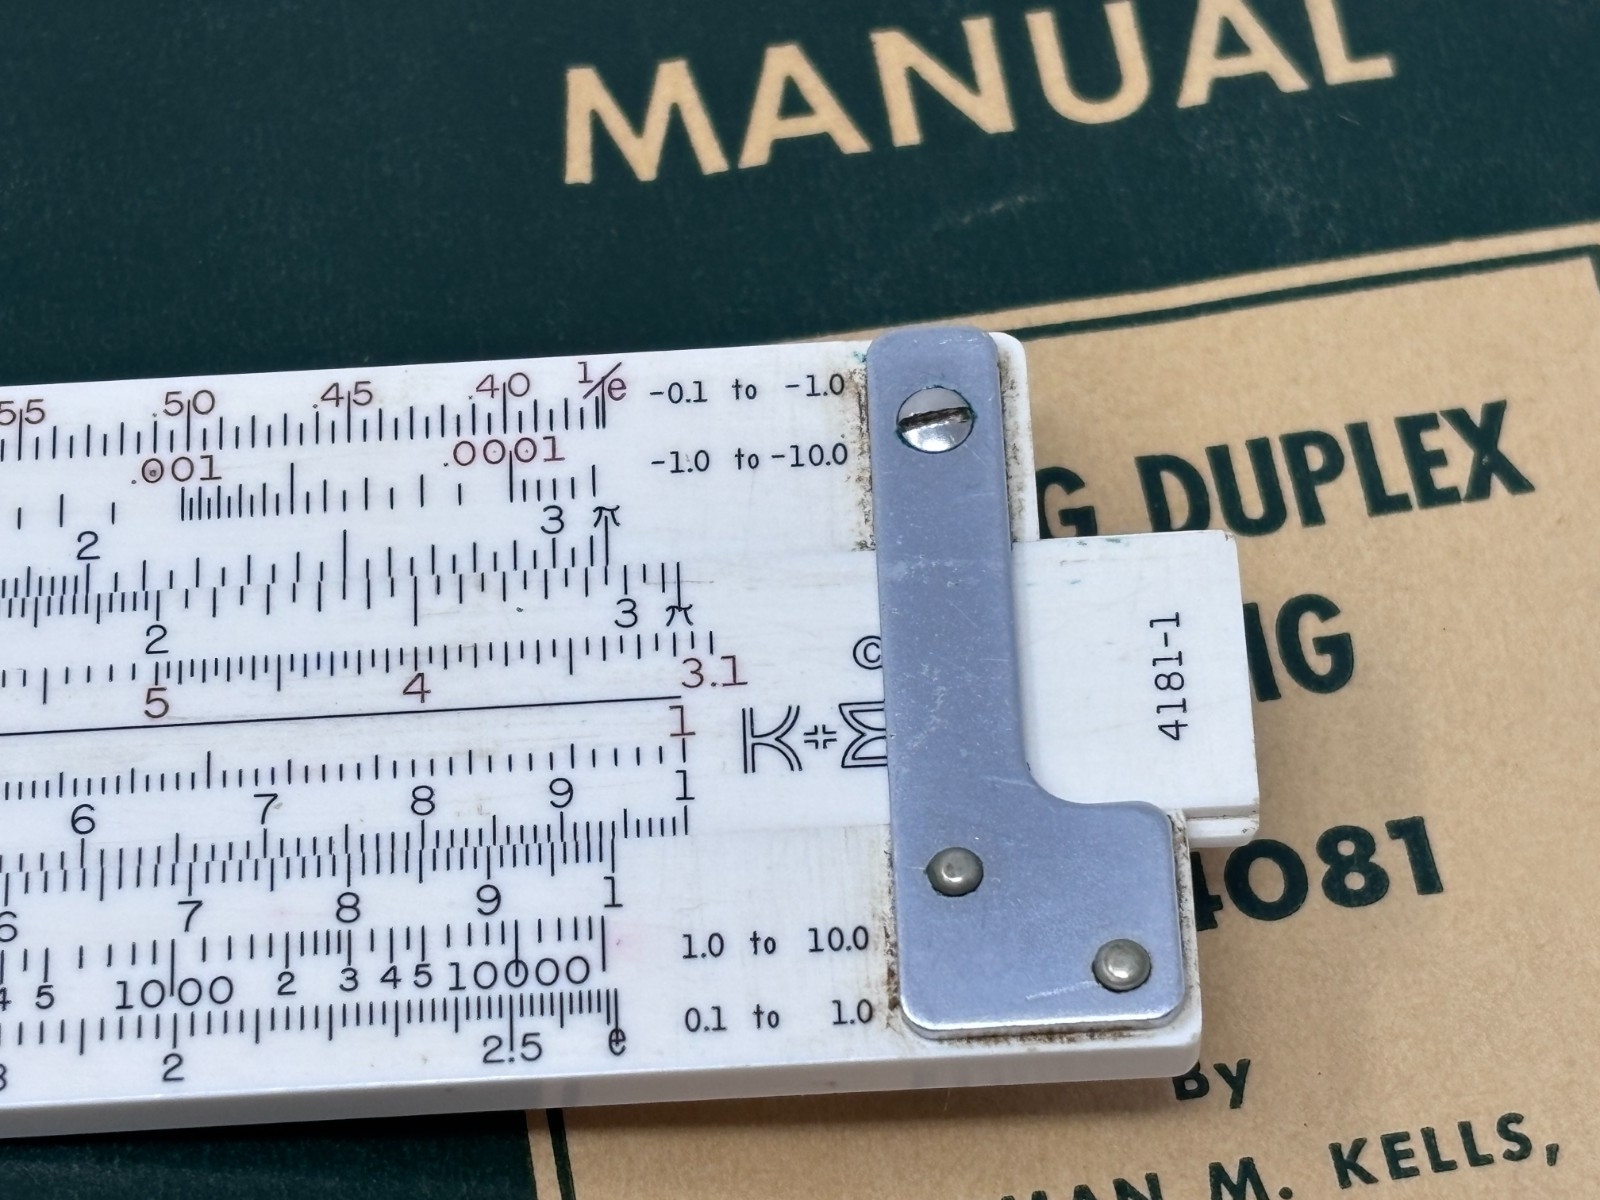 MANUAL
G DUPLEX
NG
4081
By
MAN M. KELLS,
55 .50 .45 .40 1/e -0.1 to -1.0
.001 .0001 -1.0 to -10.0
2 3 π
2 3 π
5 4 3.1
©
K+E
4181-1
1
6 7 8 9 1
6 7 8 9 1
4 5 1000 2 3 4 5 10000 1.0 to 10.0
2 2.5 e 0.1 to 1.0